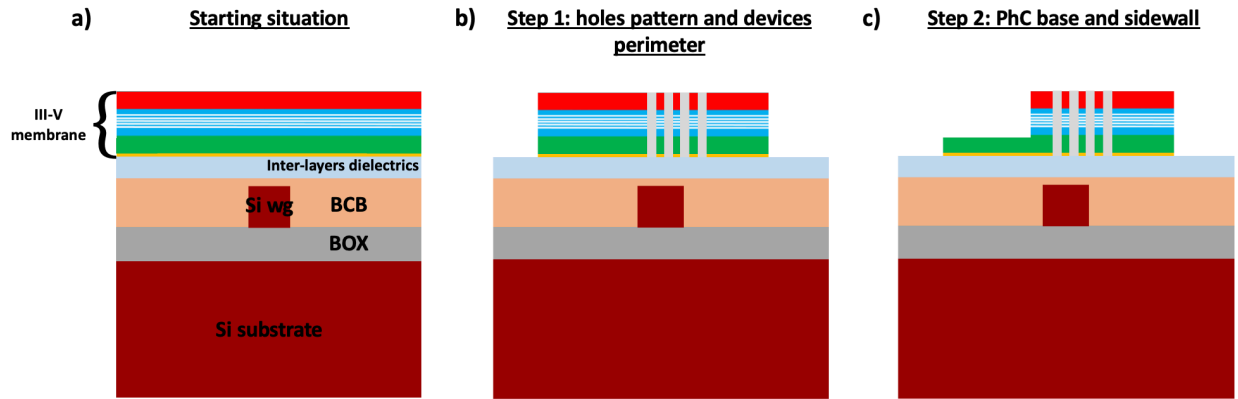 a) Starting situation
b) Step 1: holes pattern and devices
perimeter
c) Step 2: PhC base and sidewall
III-V
membrane
Inter-layers dielectrics
Si wg
BCB
BOX
Si substrate